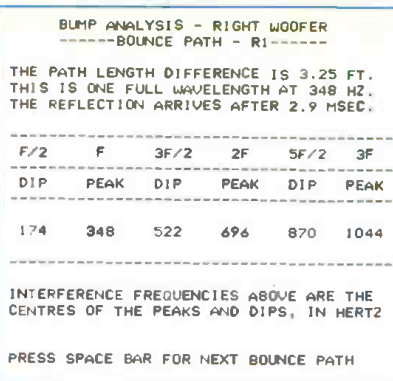 BUMP ANALYSIS - RIGHT WOOFER
------BOUNCE PATH - R1------
THE PATH LENGTH DIFFERENCE IS 3.25 FT.
THIS IS ONE FULL WAVELENGTH AT 348 HZ.
THE REFLECTION ARRIVES AFTER 2.9 MSEC.
F/2 F 3F/2 2F 5F/2 3F
DIP PEAK DIP PEAK DIP PEAK
174 348 522 696 870 1044
INTERFERENCE FREQUENCIES ABOVE ARE THE
CENTRES OF THE PEAKS AND DIPS, IN HERTZ
PRESS SPACE BAR FOR NEXT BOUNCE PATH